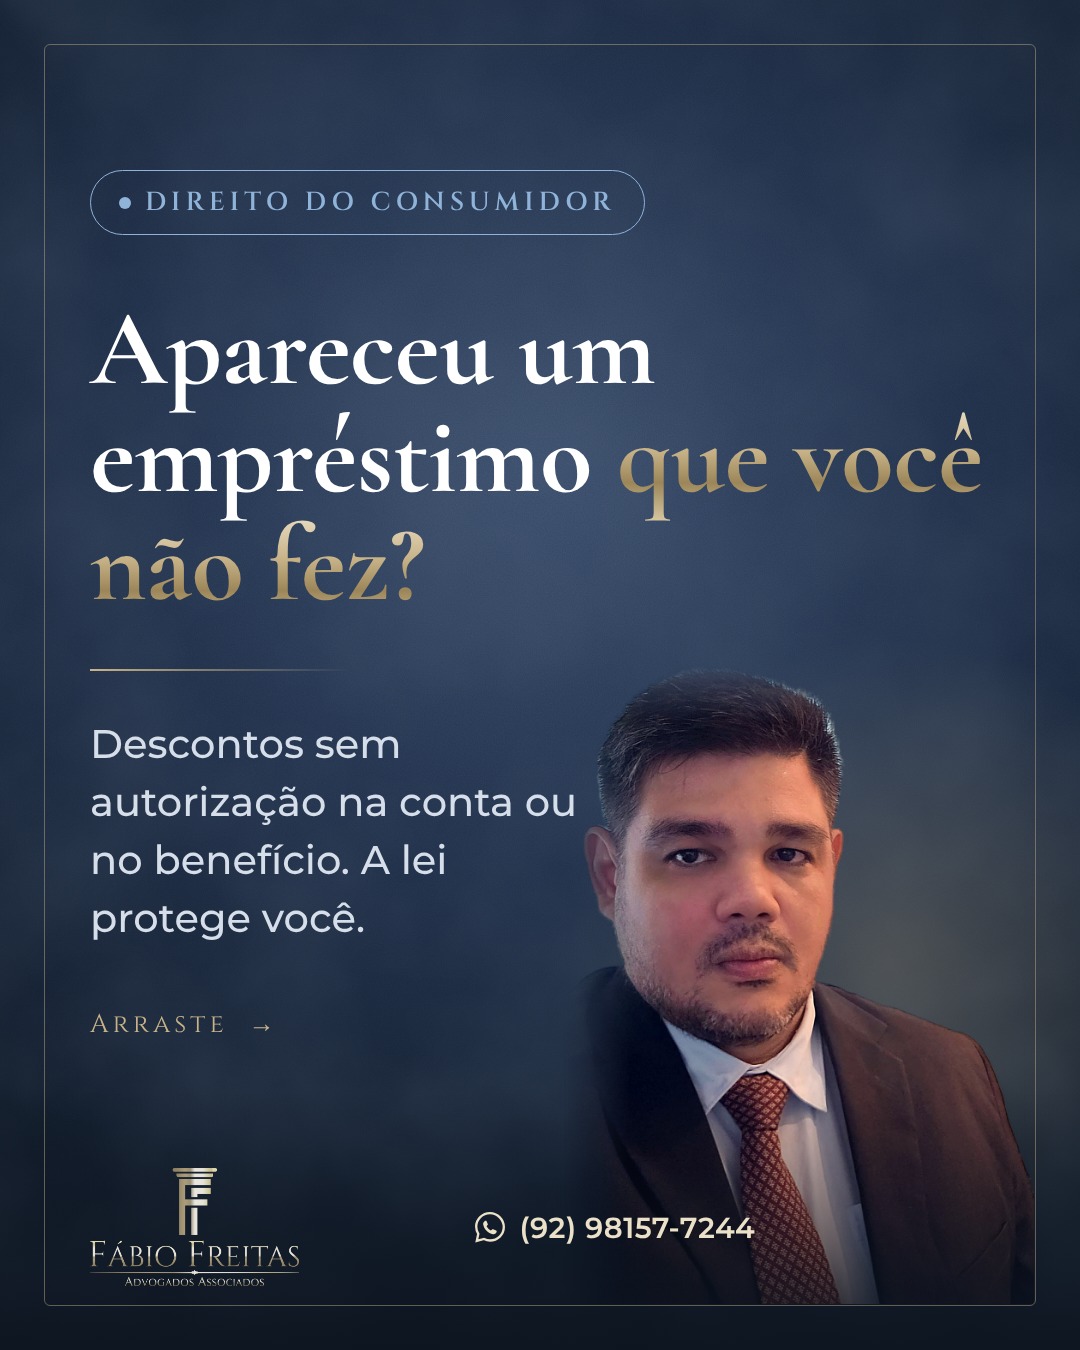 DIREITO DO CONSUMIDOR
Apareceu um
empréstimo que você
não fez?
Descontos sem
autorização na conta ou
no benefício. A lei
protege você.
ARRASTE →
FÁBIO FREITAS
ADVOGADOS ASSOCIADOS
(92) 98157-7244